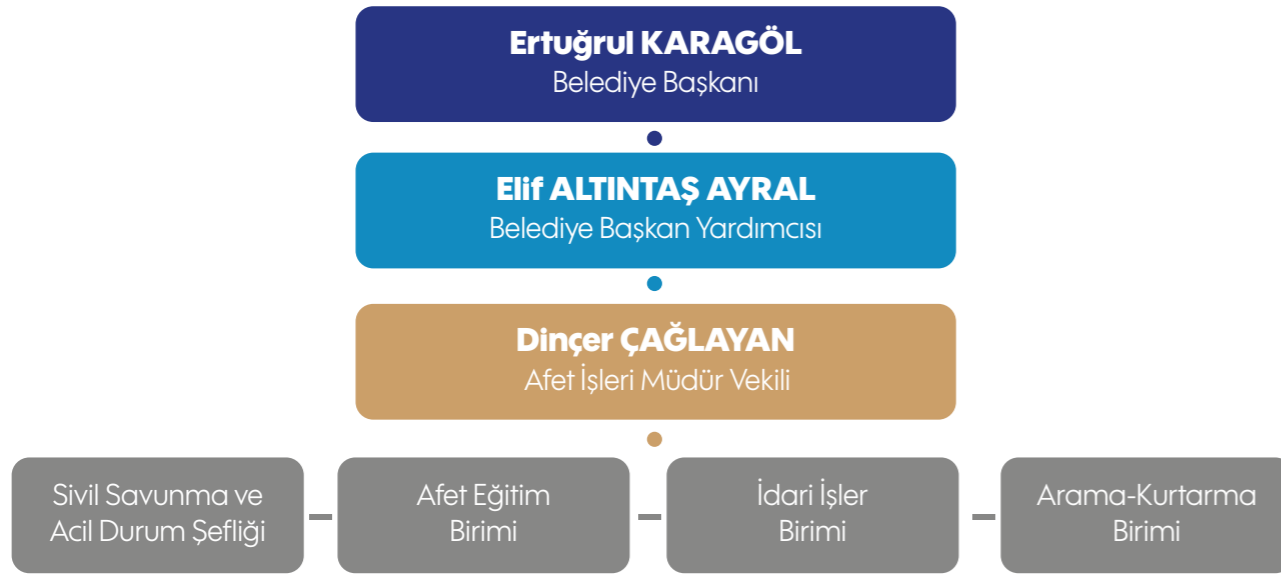 Ertuğrul KARAGÖL
Belediye Başkanı
Elif ALTINTAŞ AYRAL
Belediye Başkan Yardımcısı
Dinçer ÇAĞLAYAN
Afet İşleri Müdür Vekili
Sivil Savunma ve
Acil Durum Şefliği
Afet Eğitim
Birimi
İdari İşler
Birimi
Arama-Kurtarma
Birimi